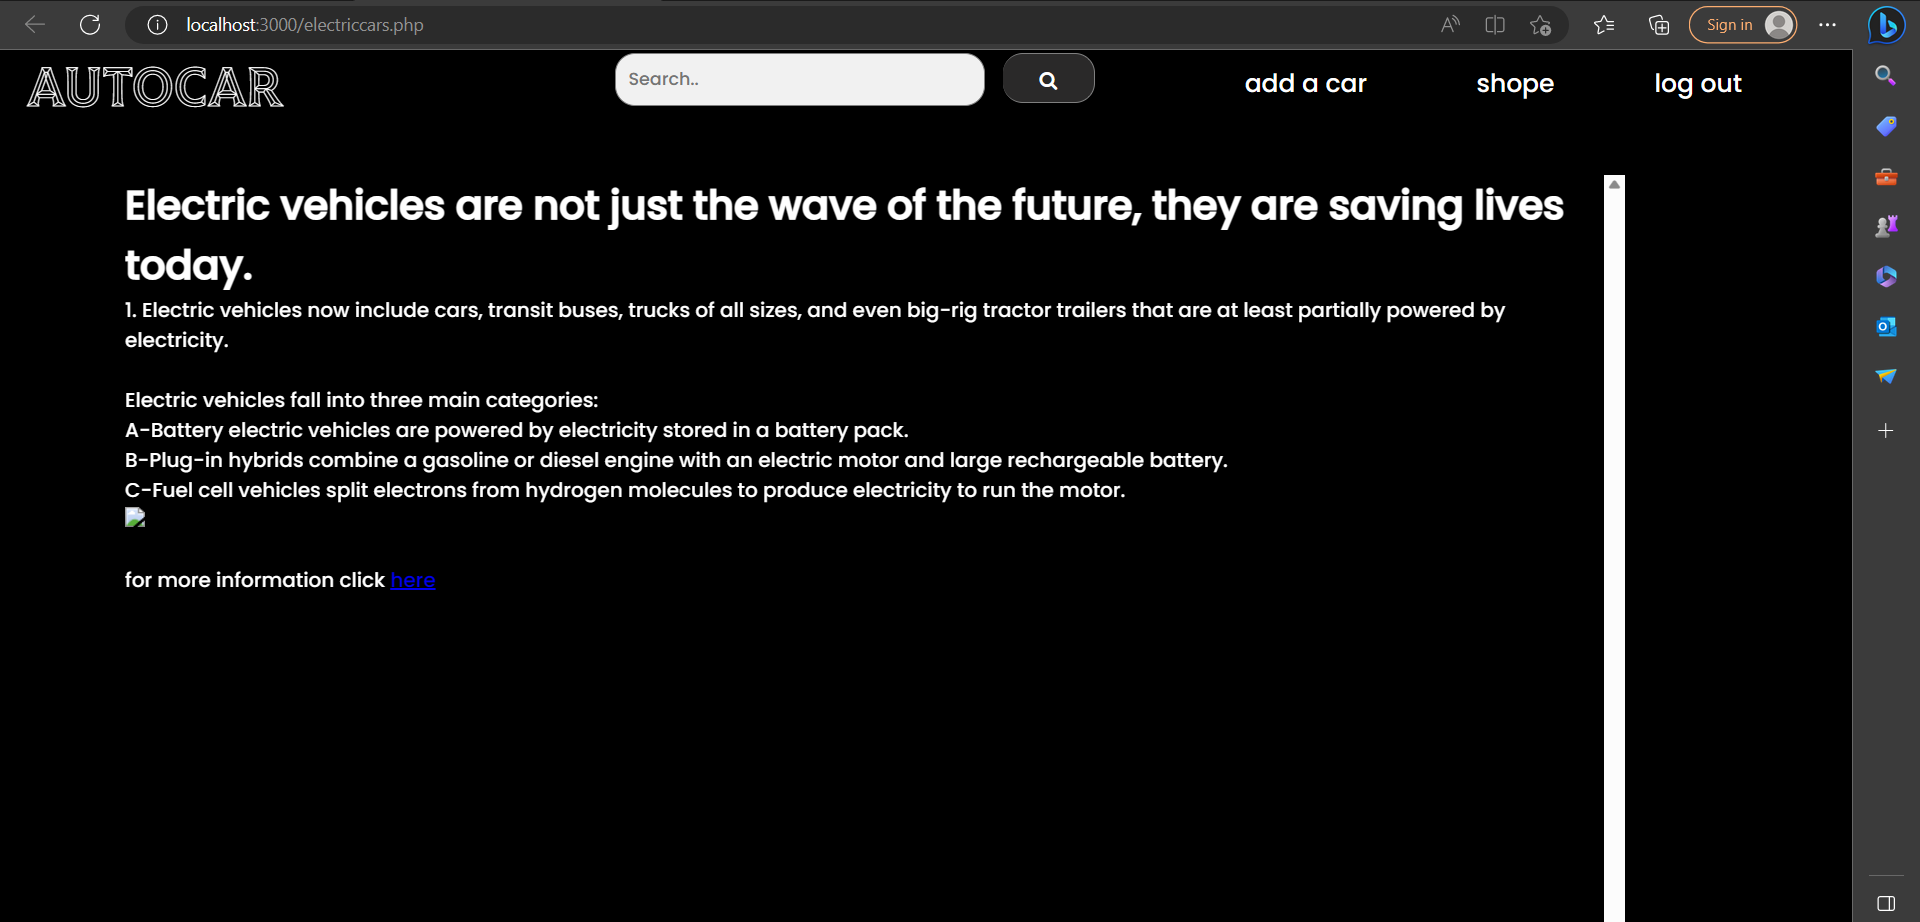 localhost:3000/electriccars.php
Sign in
AUTOCAR
Search..
add a car
shope
log out
Electric vehicles are not just the wave of the future, they are saving lives
today.
1. Electric vehicles now include cars, transit buses, trucks of all sizes, and even big-rig tractor trailers that are at least partially powered by
electricity.
Electric vehicles fall into three main categories:
A-Battery electric vehicles are powered by electricity stored in a battery pack.
B-Plug-in hybrids combine a gasoline or diesel engine with an electric motor and large rechargeable battery.
C-Fuel cell vehicles split electrons from hydrogen molecules to produce electricity to run the motor.
for more information click here